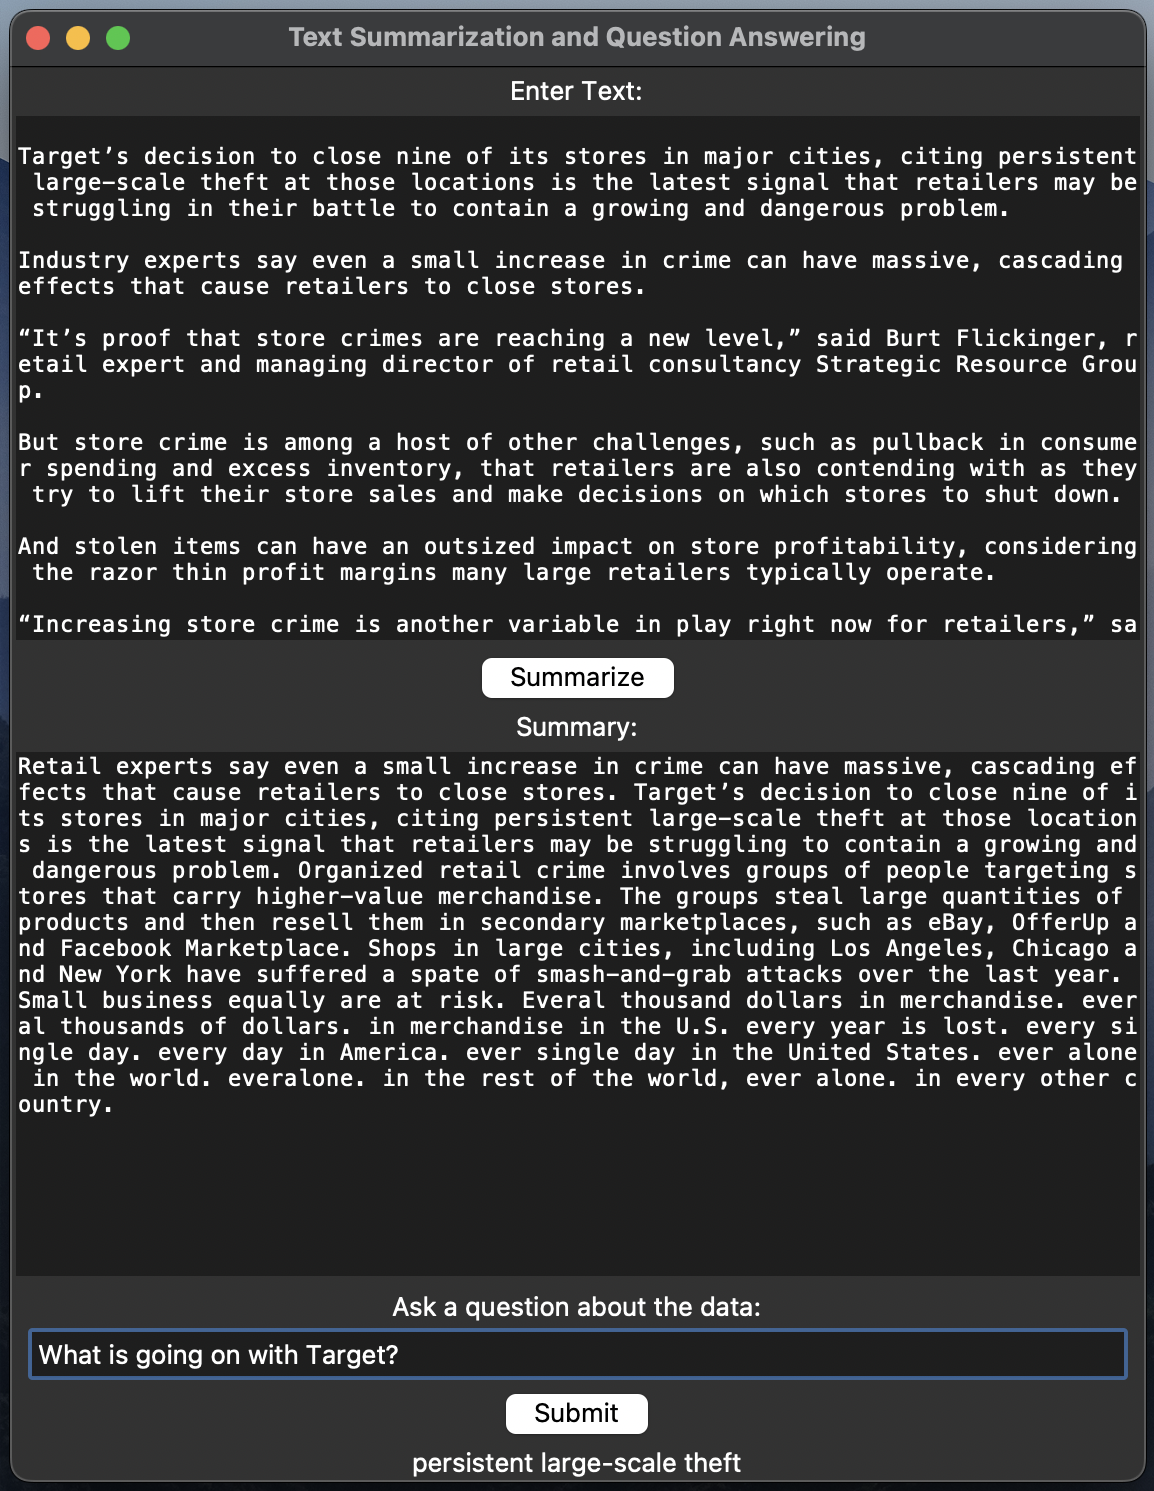 Text Summarization and Question Answering
Enter Text:
Target’s decision to close nine of its stores in major cities, citing persistent
large-scale theft at those locations is the latest signal that retailers may be
struggling in their battle to contain a growing and dangerous problem.
Industry experts say even a small increase in crime can have massive, cascading
effects that cause retailers to close stores.
“It’s proof that store crimes are reaching a new level,” said Burt Flickinger, r
etail expert and managing director of retail consultancy Strategic Resource Grou
p.
But store crime is among a host of other challenges, such as pullback in consume
r spending and excess inventory, that retailers are also contending with as they
try to lift their store sales and make decisions on which stores to shut down.
And stolen items can have an outsized impact on store profitability, considering
the razor thin profit margins many large retailers typically operate.
“Increasing store crime is another variable in play right now for retailers,” sa
Summarize
Summary:
Retail experts say even a small increase in crime can have massive, cascading ef
fects that cause retailers to close stores. Target’s decision to close nine of i
ts stores in major cities, citing persistent large-scale theft at those location
s is the latest signal that retailers may be struggling to contain a growing and
dangerous problem. Organized retail crime involves groups of people targeting s
tores that carry higher-value merchandise. The groups steal large quantities of
products and then resell them in secondary marketplaces, such as eBay, OfferUp a
nd Facebook Marketplace. Shops in large cities, including Los Angeles, Chicago a
nd New York have suffered a spate of smash-and-grab attacks over the last year.
Small business equally are at risk. Everal thousand dollars in merchandise. ever
al thousands of dollars. in merchandise in the U.S. every year is lost. every si
ngle day. every day in America. ever single day in the United States. ever alone
in the world. everalone. in the rest of the world, ever alone. in every other c
ountry.
Ask a question about the data:
What is going on with Target?
Submit
persistent large-scale theft